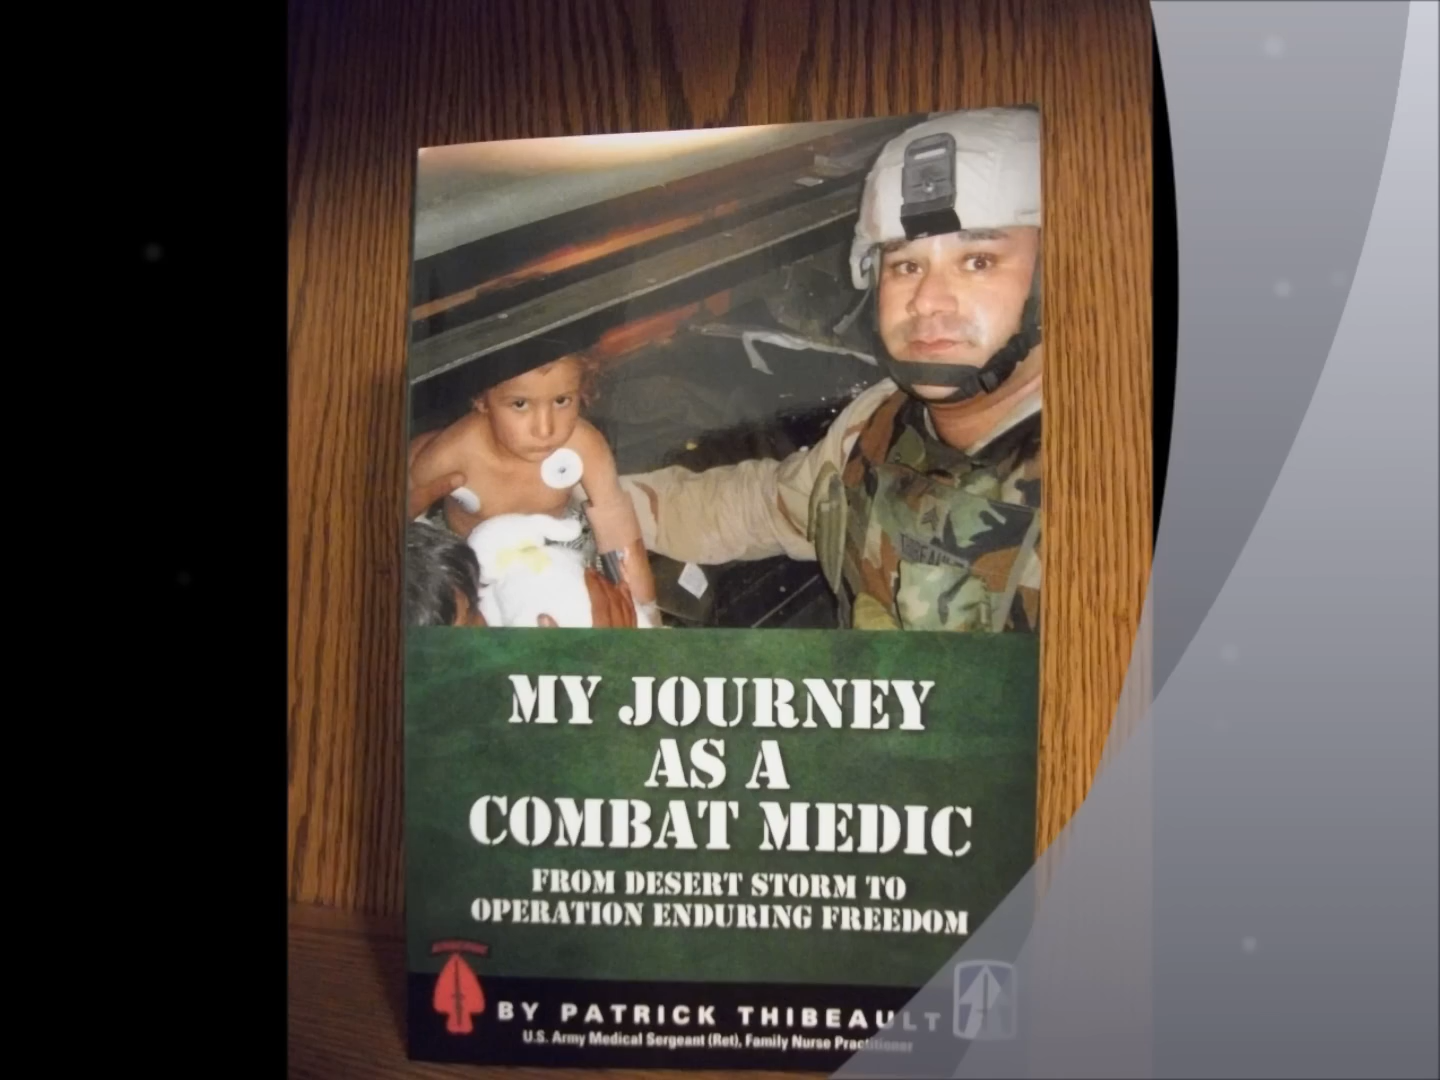 MY JOURNEY
AS A
COMBAT MEDIC
FROM DESERT STORM TO
OPERATION ENDURING FREEDOM
BY PATRICK THIBEAULT
U.S. Army Medical Sergeant (Ret), Family Nurse Practitioner